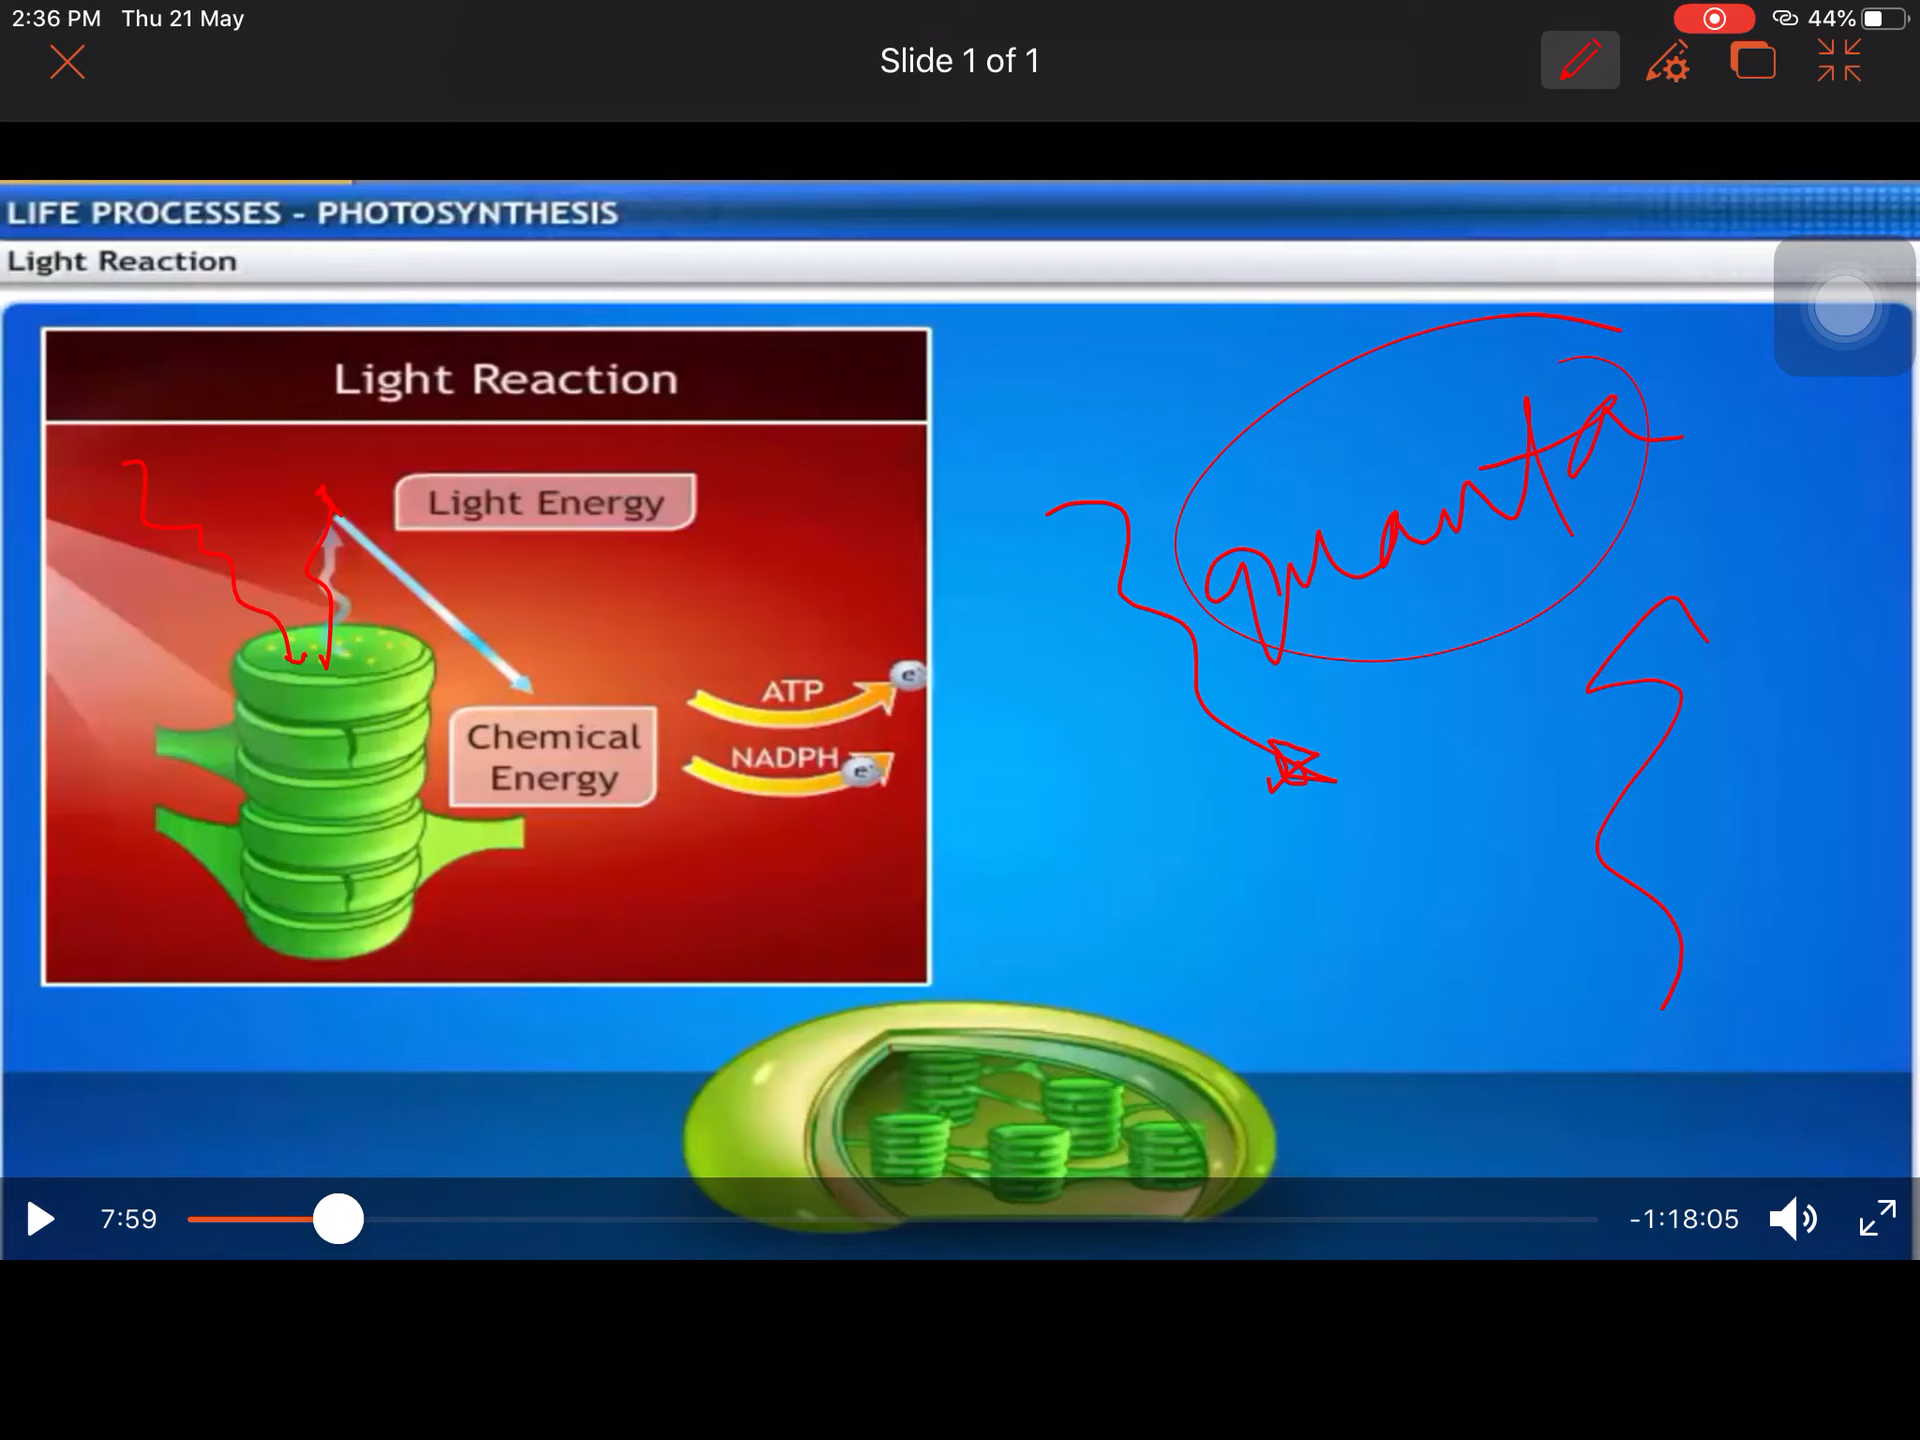 2:36 PM Thu 21 May
44%
Slide 1 of 1
LIFE PROCESSES - PHOTOSYNTHESIS
Light Reaction
Light Reaction
Light Energy
quanta
ATP
e-
Chemical
Energy
NADPH
e-
7:59
-1:18:05